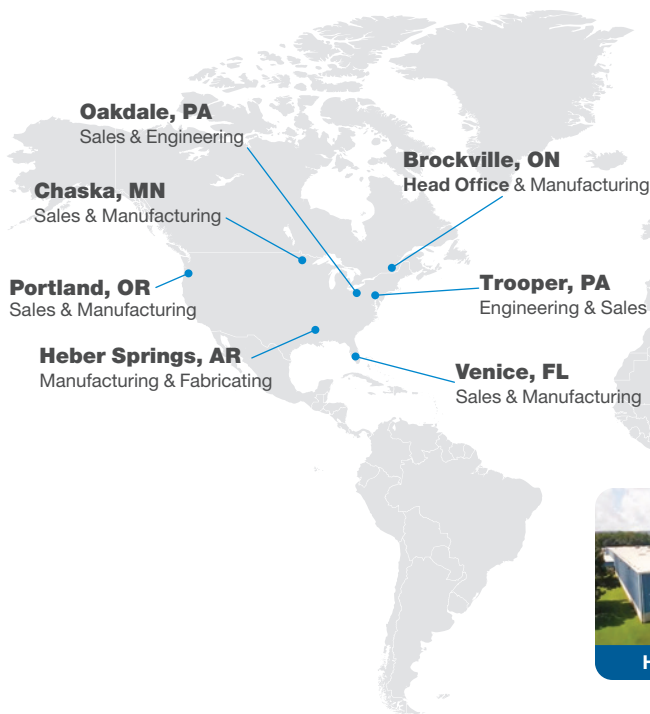 Oakdale, PA
Sales & Engineering
Brockville, ON
Head Office & Manufacturing
Chaska, MN
Sales & Manufacturing
Portland, OR
Sales & Manufacturing
Trooper, PA
Engineering & Sales
Heber Springs, AR
Manufacturing & Fabricating
Venice, FL
Sales & Manufacturing
H